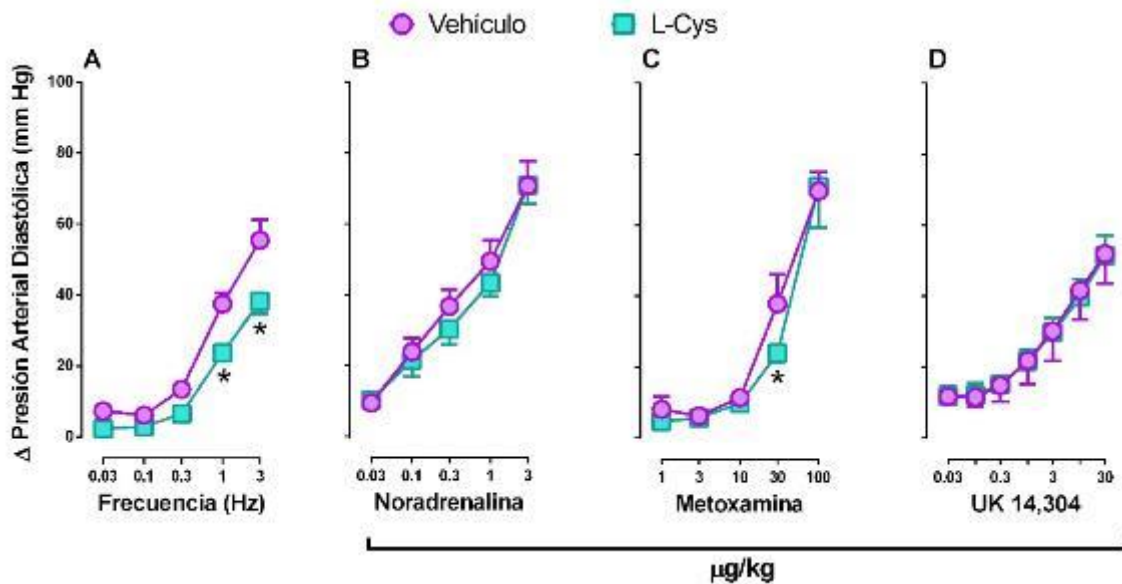 Vehículo L-Cys
A B C D
Δ Presión Arterial Diastólica (mm Hg)
100
80
60
40
20
0
*
*
*
0.03 0.1 0.3 1 3
0.03 0.1 0.3 1 3
1 3 10 30 100
0.03 0.3 3 30
Frecuencia (Hz) Noradrenalina Metoxamina UK 14,304
µg/kg